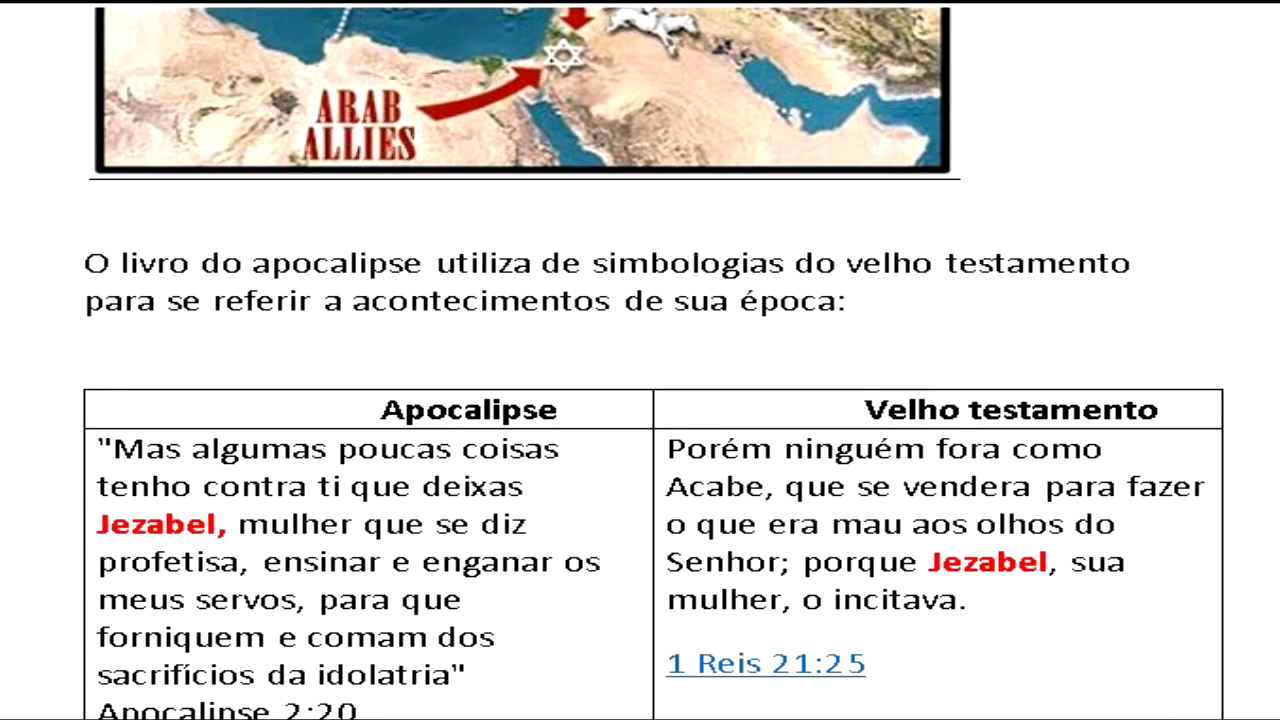 ARAB
ALLIES
O livro do apocalipse utiliza de simbologias do velho testamento
para se referir a acontecimentos de sua época:
Apocalipse
"Mas algumas poucas coisas
tenho contra ti que deixas
Jezabel, mulher que se diz
profetisa, ensinar e enganar os
meus servos, para que
forniquem e comam dos
sacrifícios da idolatria"
Apocalipse 2:20
Velho testamento
Porém ninguém fora como
Acabe, que se vendera para fazer
o que era mau aos olhos do
Senhor; porque Jezabel, sua
mulher, o incitava.
1 Reis 21:25